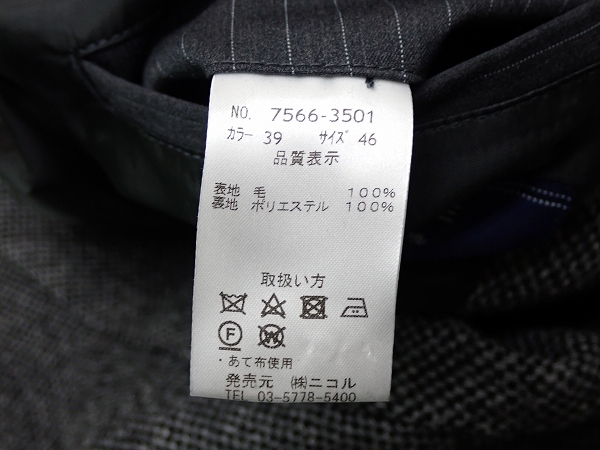 NO. 7566-3501
カラー 39 サイズ 46
品質表示
表地 毛 100%
裏地 ポリエステル 100%
取扱い方
F W
・あて布使用
発売元 (株)ニコル
TEL 03-5778-5400